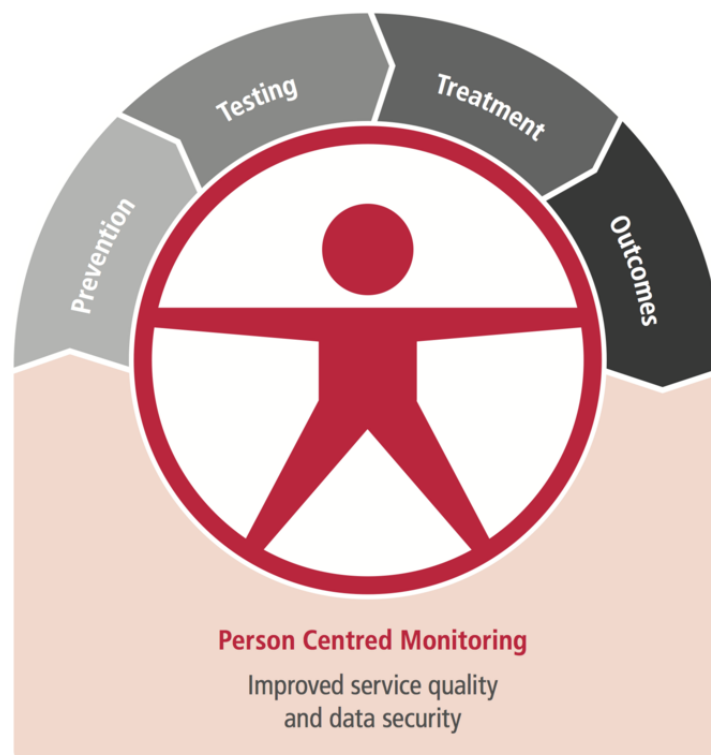 Prevention
Testing
Treatment
Outcomes
Person Centred Monitoring
Improved service quality
and data security